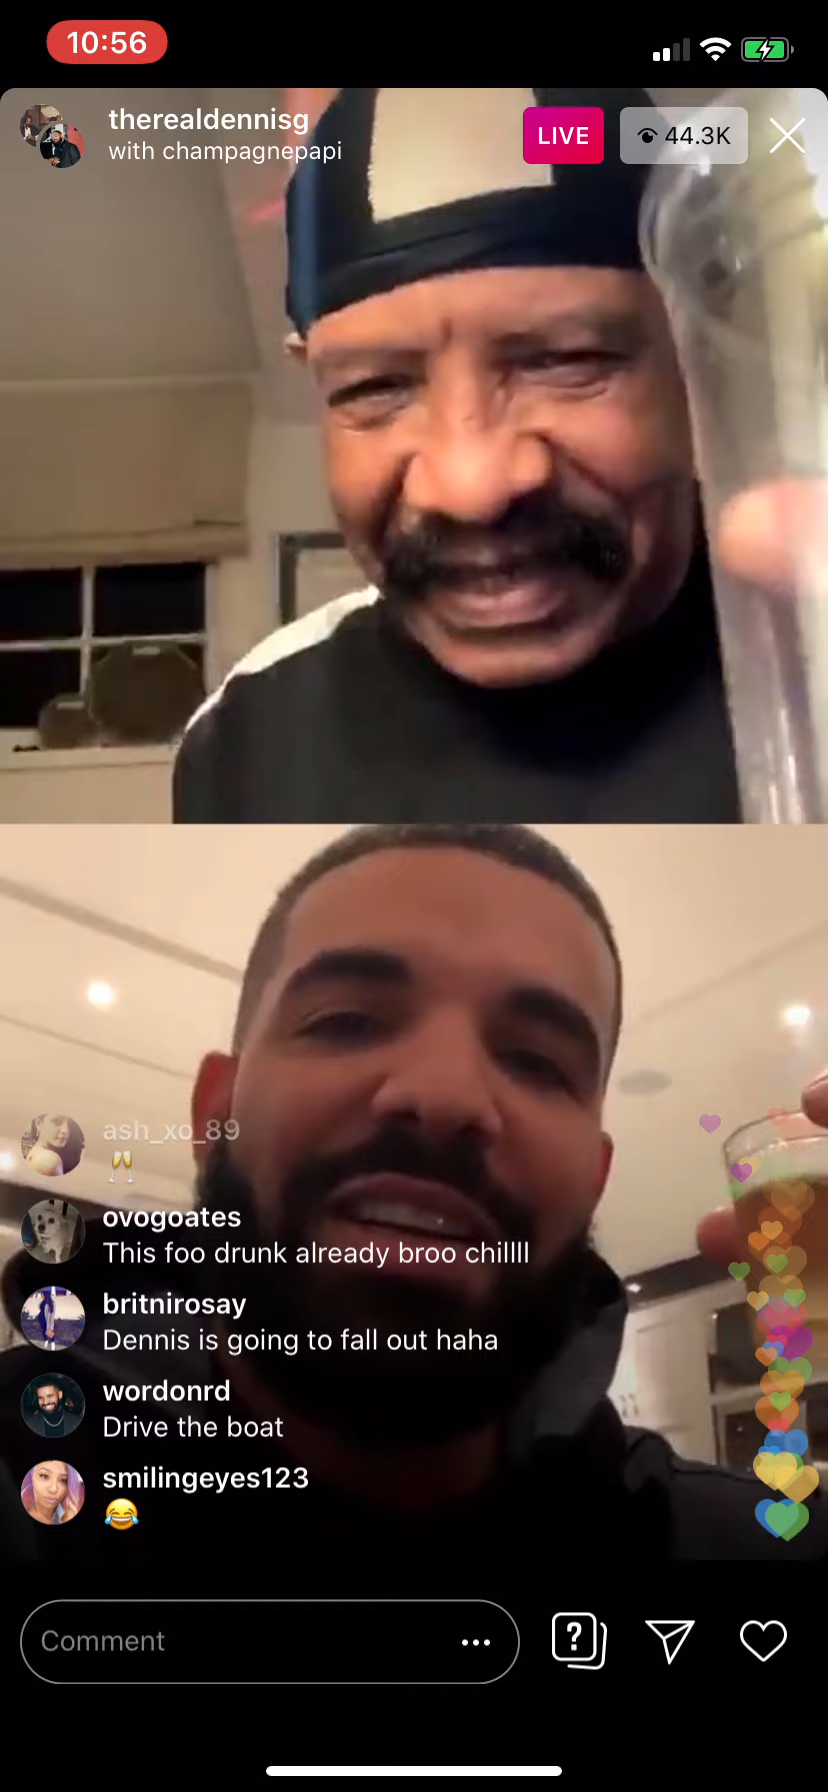 10:56
therealdennisg
with champagnepapi
LIVE
44.3K
ash_xo_89
🥂
ovogoates
This foo drunk already broo chillll
britnirosay
Dennis is going to fall out haha
wordonrd
Drive the boat
smilingeyes123
😂
Comment